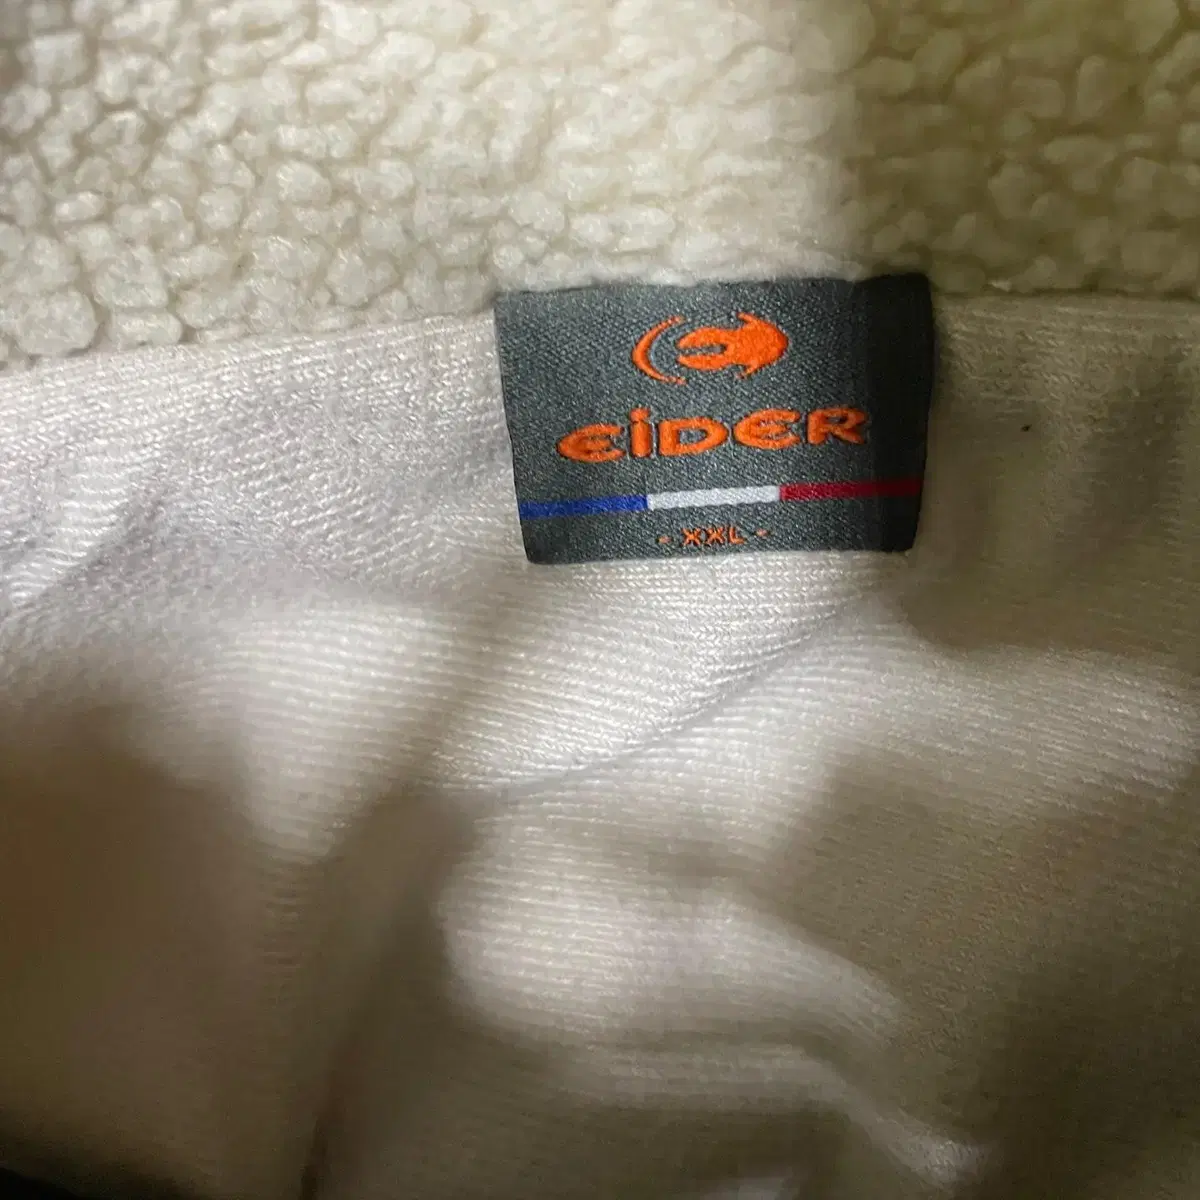 EiDER
- XXL -